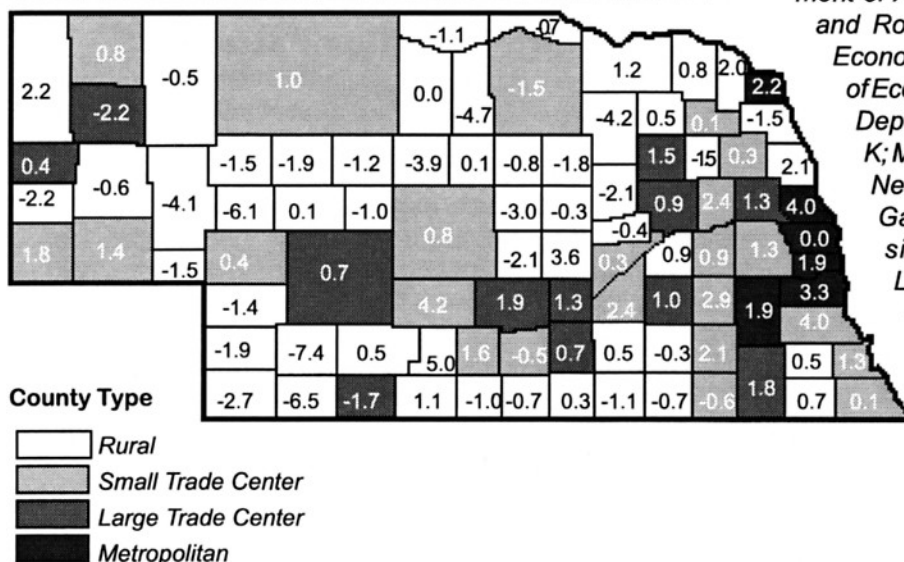 ment of A
and Ro
Econo
of Eco
Dep
K; M
Ne
Ga
si
L
-1.1 -.07
0.8 1.2 0.8 2.0
2.2 -0.5 1.0 0.0 -4.7 -1.5 2.2
-2.2 -4.2 0.5 0.1 -1.5
0.4 -0.6 -1.5 -1.9 -1.2 -3.9 0.1 -0.8 -1.8 1.5 -15 0.3 2.1
-2.2 -4.1 -6.1 0.1 -1.0 -3.0 -0.3 -2.1 0.9 2.4 1.3 4.0
0.8 -0.4 0.0
1.8 1.4 -1.5 0.4 0.7 -2.1 3.6 0.3 0.9 0.9 1.3 1.9
-1.4 4.2 1.9 1.3 2.4 1.0 2.9 1.9 3.3
4.0
-1.9 -7.4 0.5 5.0 1.6 -0.5 0.7 0.5 -0.3 2.1 0.5 1.3
-2.7 -6.5 -1.7 1.1 -1.0 -0.7 0.3 -1.1 -0.7 -0.6 1.8 0.7 0.1
County Type
Rural
Small Trade Center
Large Trade Center
Metropolitan